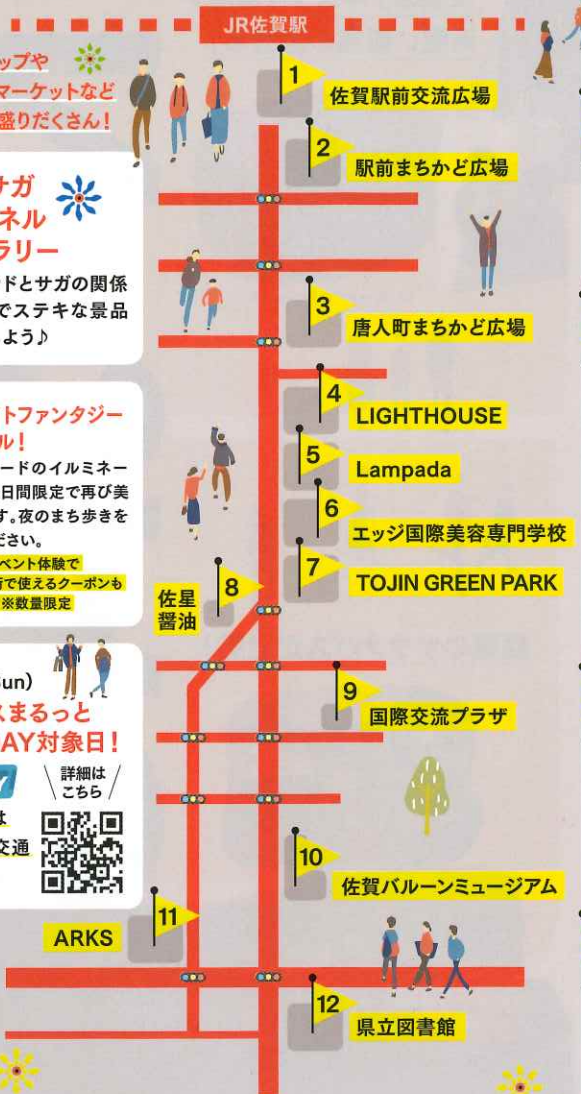 JR佐賀駅
ップや
マーケットなど
盛りだくさん!
サガ
ネル
ラリー
ドとサガの関係
でステキな景品
よう♪
トファンタジー
ル!
ードのイルミネー
日間限定で再び美
す。夜のまち歩きを
ださい。
ベント体験で
街で使えるクーポンも
※数量限定
Sun)
スまるっと
AY対象日!
詳細は
こちら
は
交通
1
佐賀駅前交流広場
2
駅前まちかど広場
3
唐人町まちかど広場
4
LIGHTHOUSE
5
Lampada
6
エッジ国際美容専門学校
7
TOJIN GREEN PARK
8
佐星
醤油
9
国際交流プラザ
10
佐賀バルーンミュージアム
11
ARKS
12
県立図書館